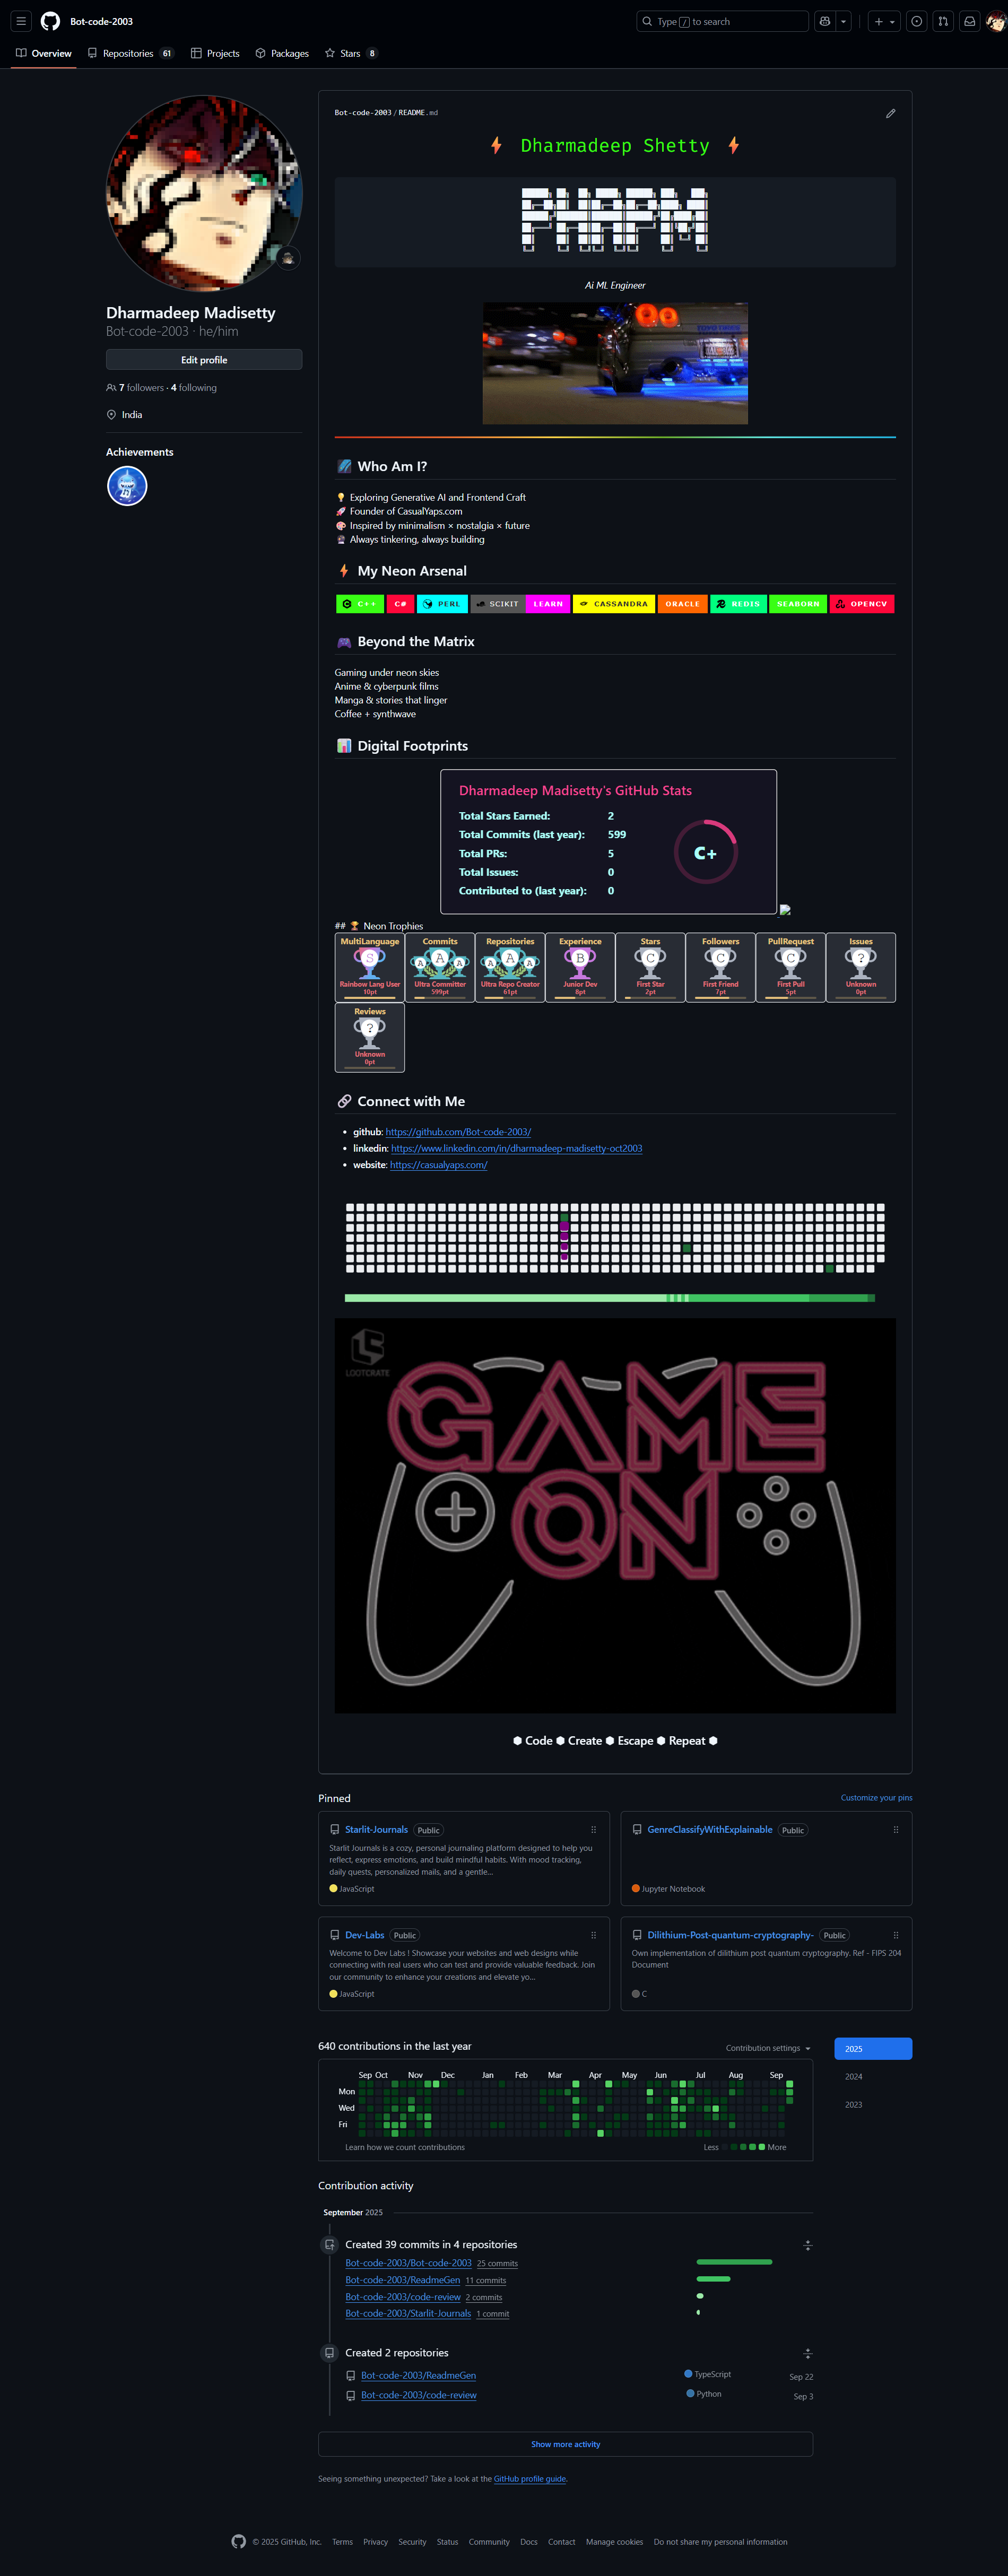 Bot-code-2003
Type / to search
Overview
Repositories 61
Projects
Packages
Stars 8
Dharmadeep Madisetty
Bot-code-2003 · he/him
Edit profile
7 followers · 4 following
India
Achievements
Bot-code-2003 / README.md
Dharmadeep Shetty
Ai ML Engineer
Who Am I?
💡 Exploring Generative AI and Frontend Craft
🚀 Founder of CasualYaps.com
🎨 Inspired by minimalism × nostalgia × future
🔮 Always tinkering, always building
⚡ My Neon Arsenal
C++ C# PERL SCIKIT LEARN CASSANDRA ORACLE REDIS SEABORN OPENCV
🎮 Beyond the Matrix
Gaming under neon skies
Anime & cyberpunk films
Manga & stories that linger
Coffee + synthwave
📊 Digital Footprints
Dharmadeep Madisetty's GitHub Stats
Total Stars Earned: 2
Total Commits (last year): 599
Total PRs: 5
Total Issues: 0
Contributed to (last year): 0
C+
## 🏆 Neon Trophies
MultiLanguage Commits Repositories Experience Stars Followers PullRequest Issues
S A A A A A A B C C C ?
Rainbow Lang User Ultra Committer Ultra Repo Creator Junior Dev First Star First Friend First Pull Unknown
10pt 599pt 61pt 8pt 2pt 7pt 5pt 0pt
Reviews
?
Unknown
0pt
🔗 Connect with Me
• github: https://github.com/Bot-code-2003/
• linkedin: https://www.linkedin.com/in/dharmadeep-madisetty-oct2003
• website: https://casualyaps.com/
LOOTCRATE
GAME
ON
⬢ Code ⬢ Create ⬢ Escape ⬢ Repeat ⬢
Pinned
Customize your pins
Starlit-Journals Public
Starlit Journals is a cozy, personal journaling platform designed to help you
reflect, express emotions, and build mindful habits. With mood tracking,
daily quests, personalized mails, and a gentle…
JavaScript
GenreClassifyWithExplainable Public
Jupyter Notebook
Dev-Labs Public
Welcome to Dev Labs ! Showcase your websites and web designs while
connecting with real users who can test and provide valuable feedback. Join
our community to enhance your creations and elevate yo…
JavaScript
Dilithium-Post-quantum-cryptography- Public
Own implementation of dilithium post quantum cryptography. Ref - FIPS 204
Document
C
640 contributions in the last year
Contribution settings
2025
2024
2023
Sep Oct Nov Dec Jan Feb Mar Apr May Jun Jul Aug Sep
Mon
Wed
Fri
Learn how we count contributions
Less More
Contribution activity
September 2025
Created 39 commits in 4 repositories
Bot-code-2003/Bot-code-2003 25 commits
Bot-code-2003/ReadmeGen 11 commits
Bot-code-2003/code-review 2 commits
Bot-code-2003/Starlit-Journals 1 commit
Created 2 repositories
Bot-code-2003/ReadmeGen TypeScript Sep 22
Bot-code-2003/code-review Python Sep 3
Show more activity
Seeing something unexpected? Take a look at the GitHub profile guide.
© 2025 GitHub, Inc. Terms Privacy Security Status Community Docs Contact Manage cookies Do not share my personal information